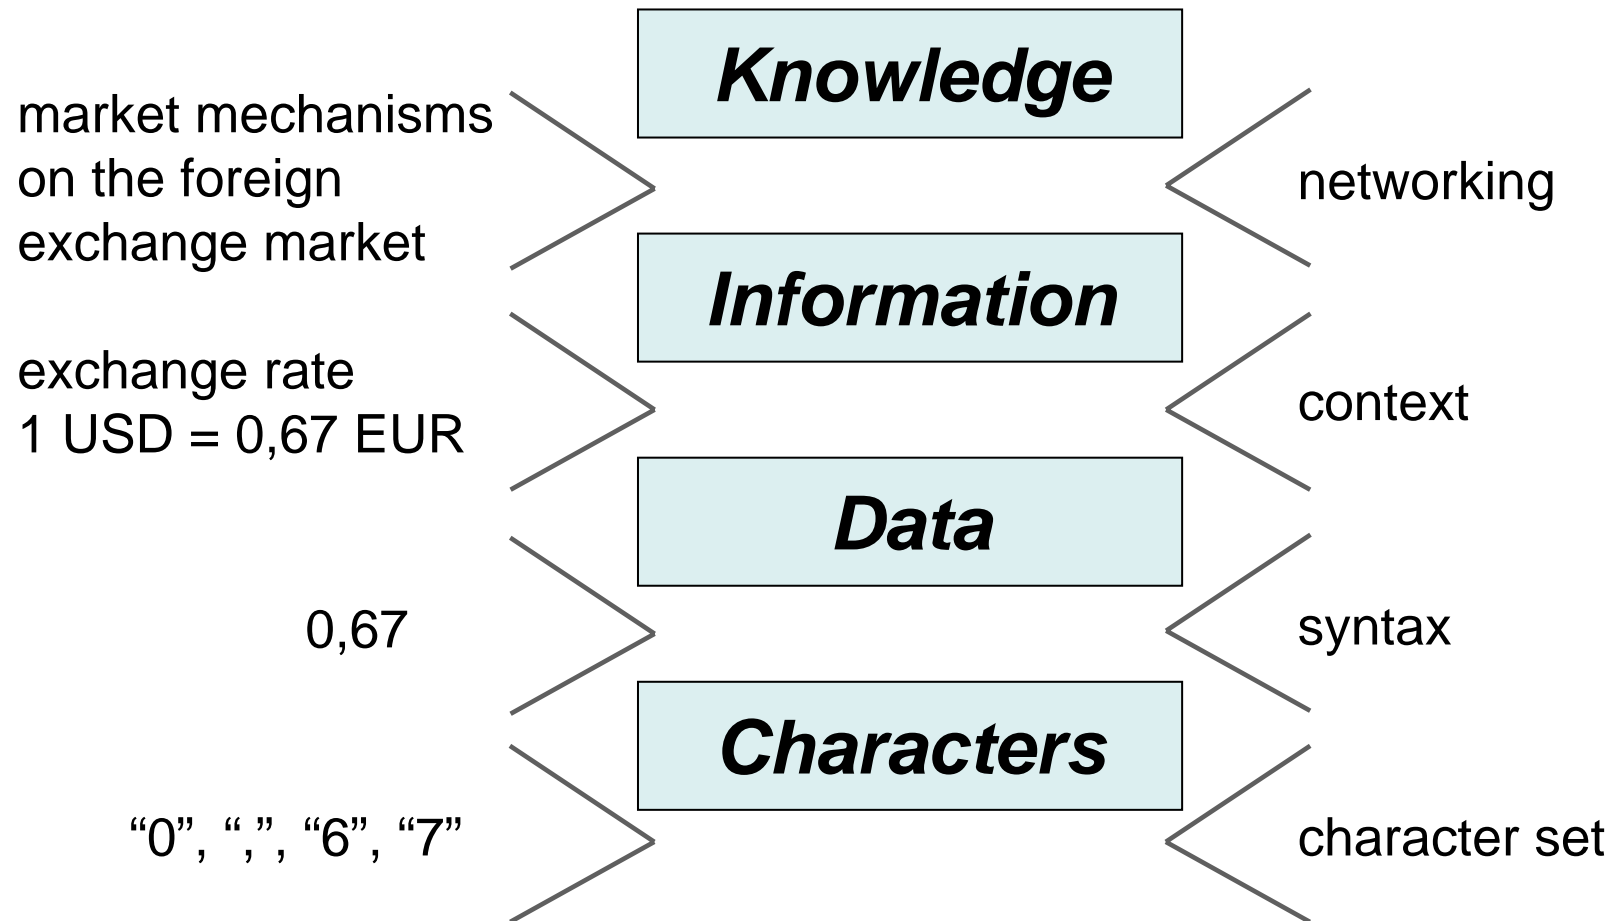 Knowledge
market mechanisms
on the foreign
exchange market
networking
Information
exchange rate
1 USD = 0,67 EUR
context
Data
0,67
syntax
Characters
“0”, “,”, “6”, “7”
character set